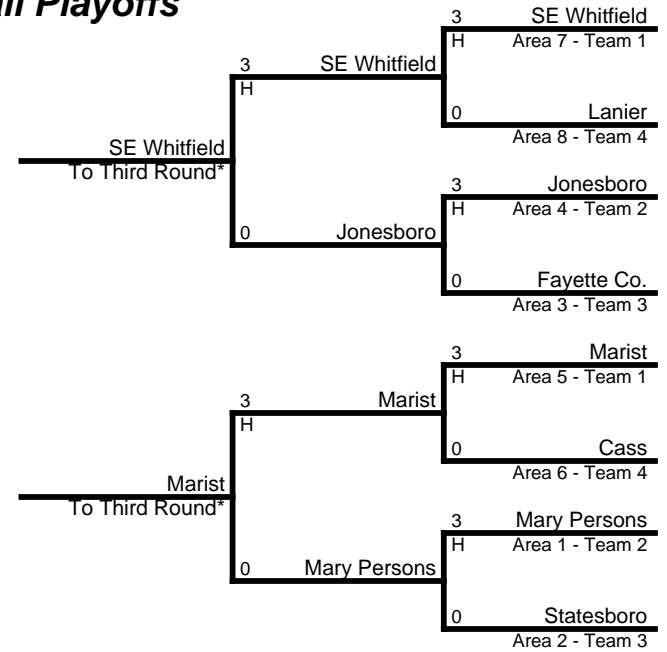 Playoffs
3 SE Whitfield
H Area 7 - Team 1
3 SE Whitfield
H
0 Lanier
Area 8 - Team 4
SE Whitfield
To Third Round*
3 Jonesboro
H Area 4 - Team 2
0 Jonesboro
0 Fayette Co.
Area 3 - Team 3
3 Marist
H Area 5 - Team 1
3 Marist
H
0 Cass
Area 6 - Team 4
Marist
To Third Round*
3 Mary Persons
H Area 1 - Team 2
0 Mary Persons
0 Statesboro
Area 2 - Team 3